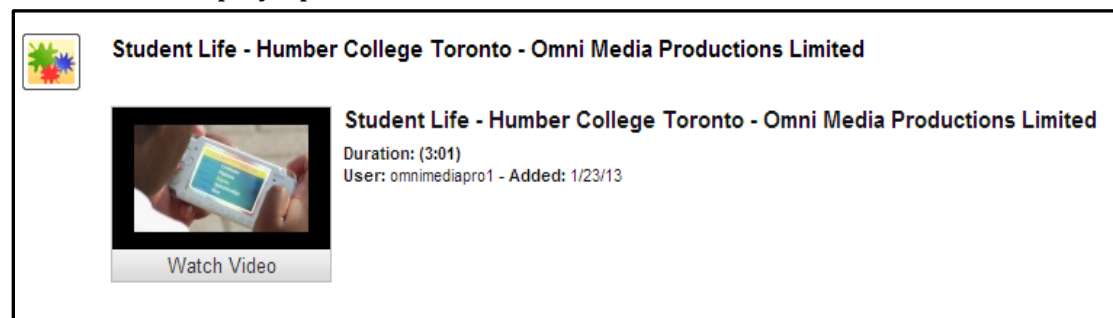 Student Life - Humber College Toronto - Omni Media Productions Limited
Student Life - Humber College Toronto - Omni Media Productions Limited
Duration: (3:01)
User: omnimediapro1 - Added: 1/23/13
Watch Video